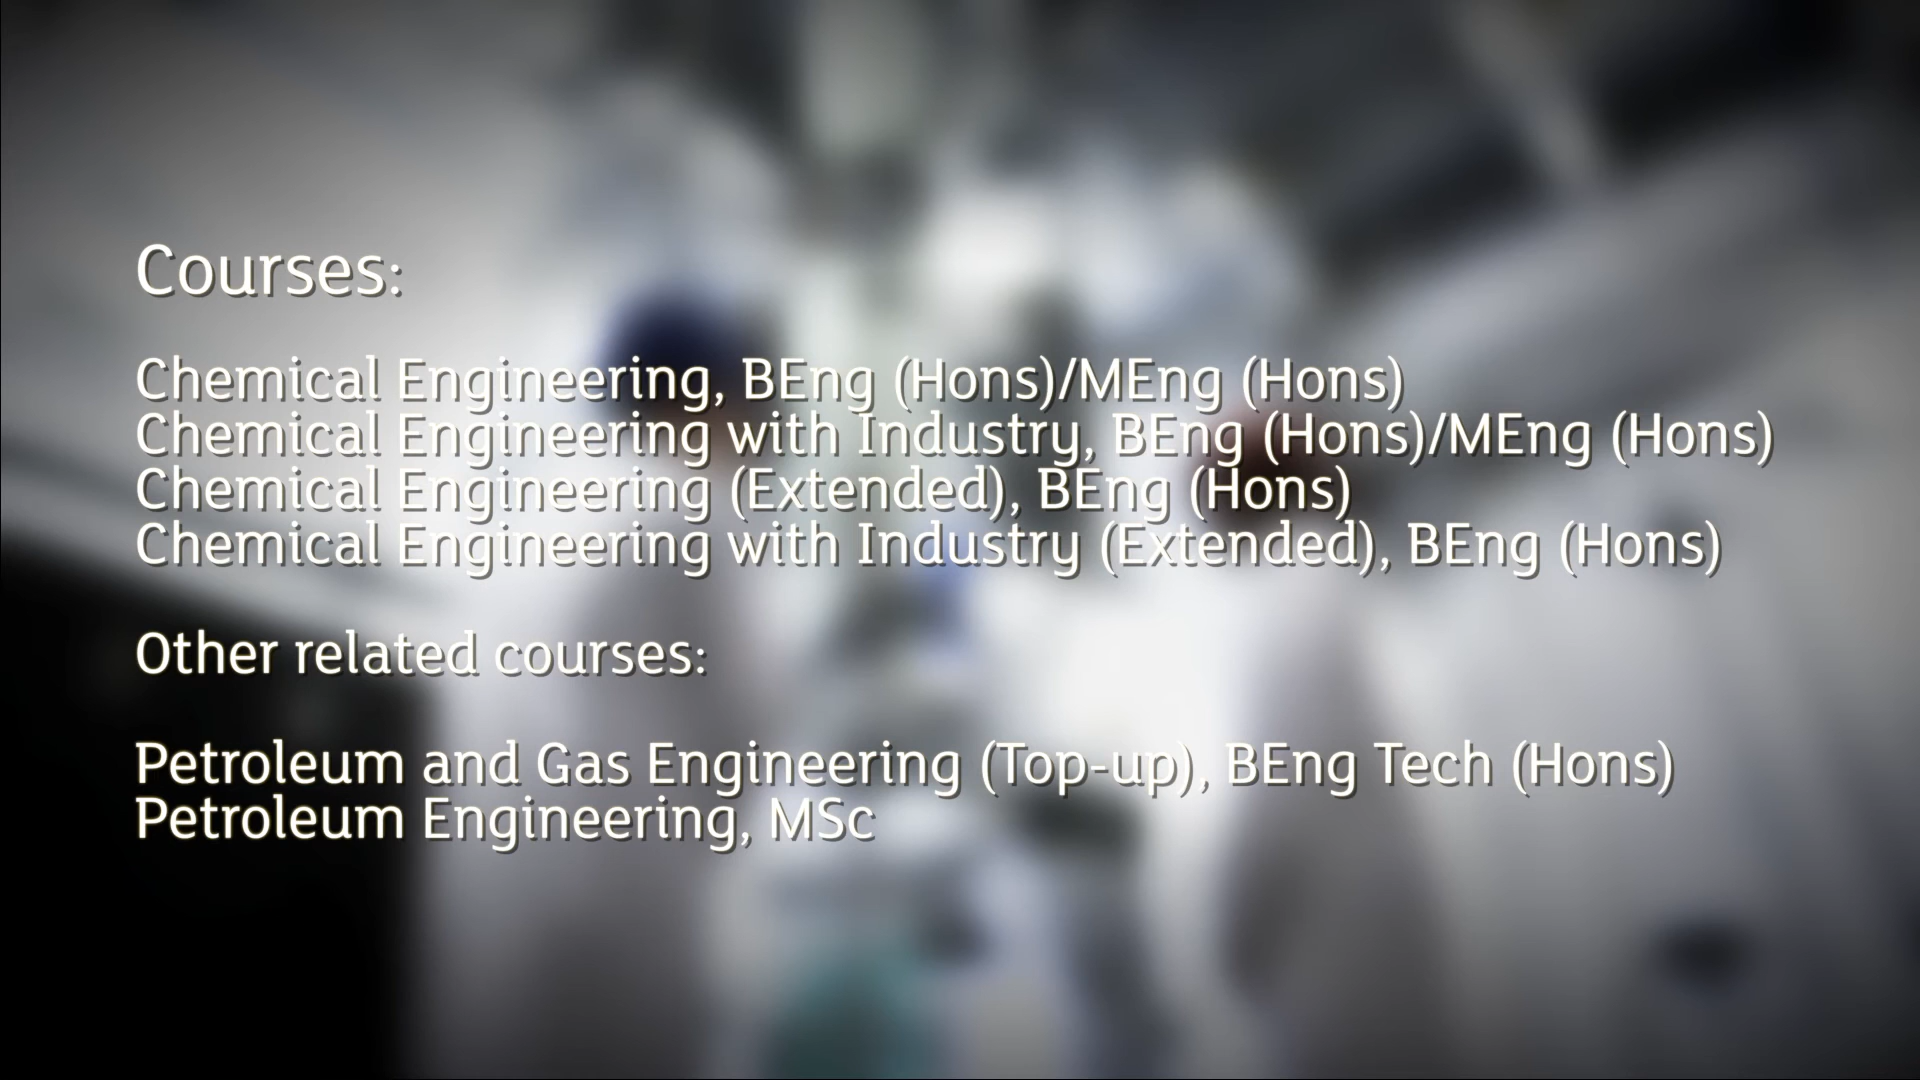 Courses:
Chemical Engineering, BEng (Hons)/MEng (Hons)
Chemical Engineering with Industry, BEng (Hons)/MEng (Hons)
Chemical Engineering (Extended), BEng (Hons)
Chemical Engineering with Industry (Extended), BEng (Hons)
Other related courses:
Petroleum and Gas Engineering (Top-up), BEng Tech (Hons)
Petroleum Engineering, MSc